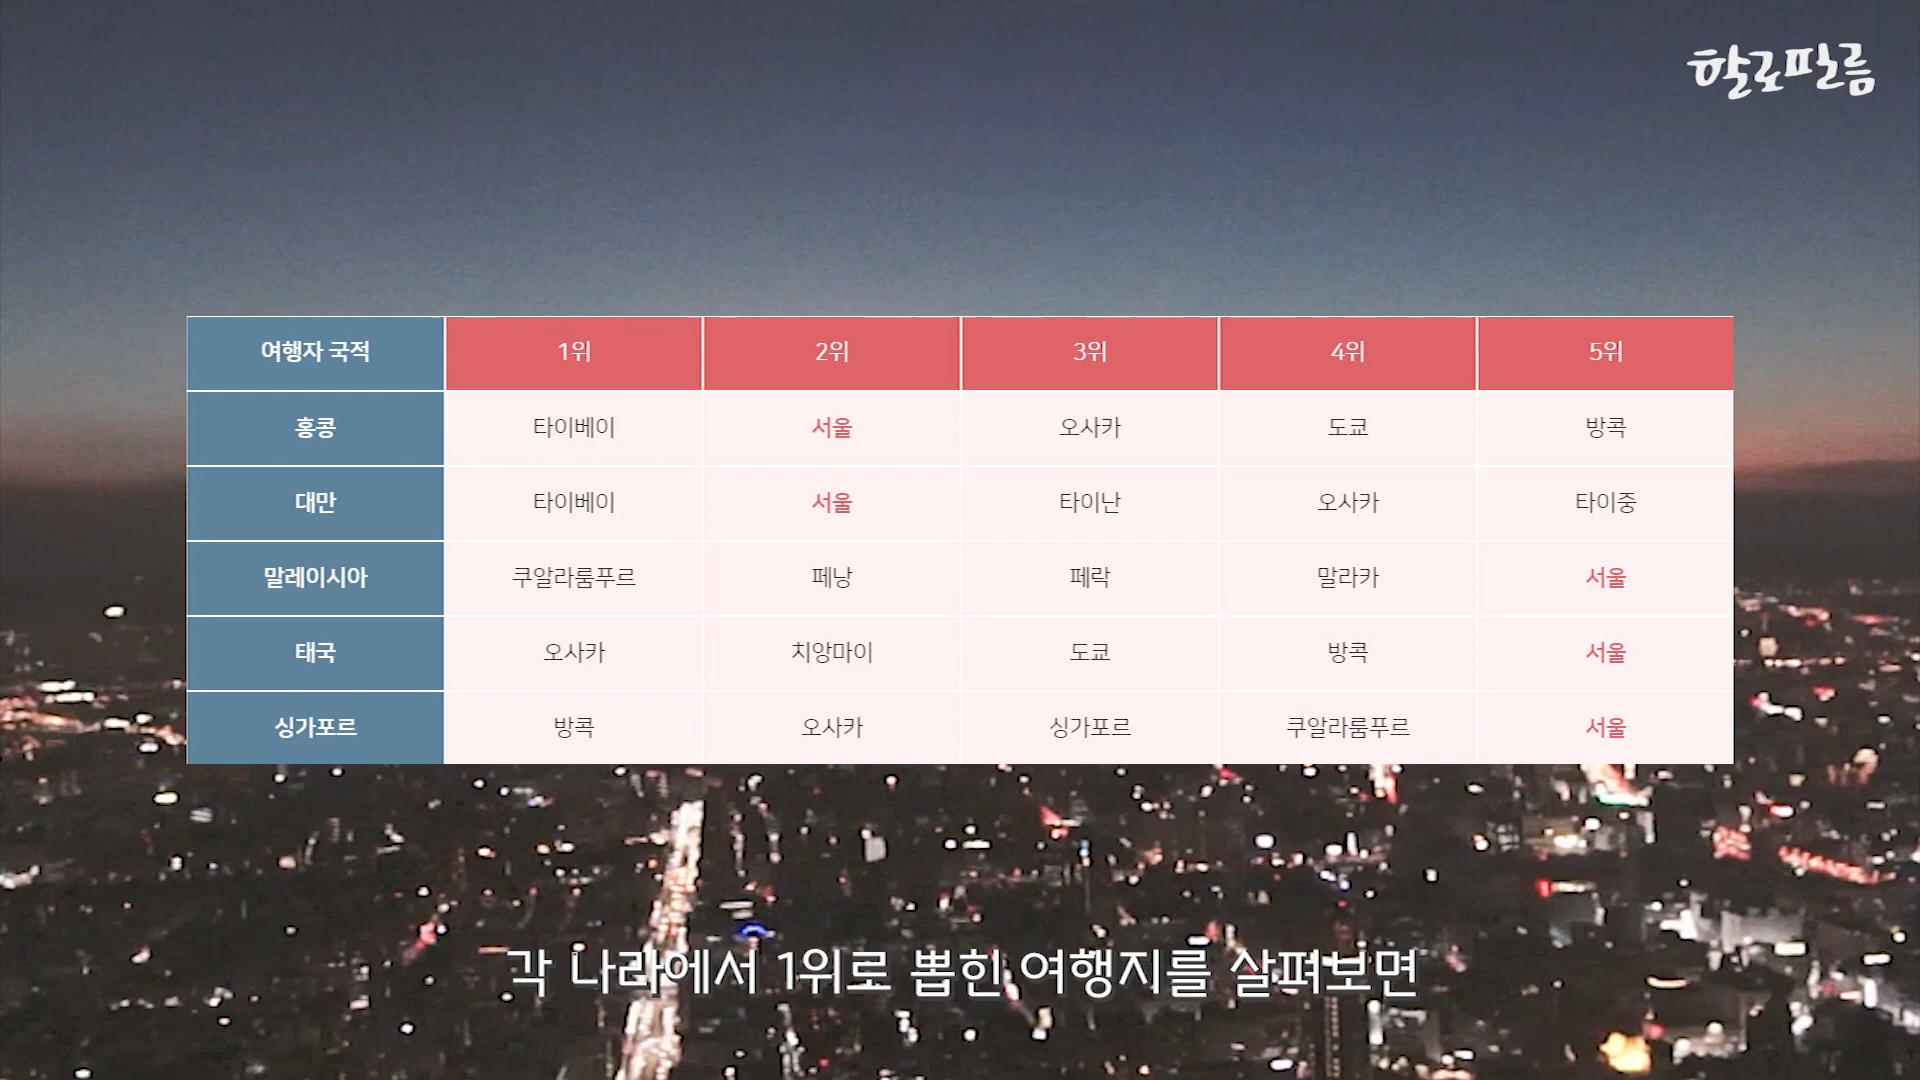 할로팔름
여행자 국적 1위 2위 3위 4위 5위
홍콩 타이베이 서울 오사카 도쿄 방콕
대만 타이베이 서울 타이난 오사카 타이중
말레이시아 쿠알라룸푸르 페낭 페락 말라카 서울
태국 오사카 치앙마이 도쿄 방콕 서울
싱가포르 방콕 오사카 싱가포르 쿠알라룸푸르 서울
각 나라에서 1위로 뽑힌 여행지를 살펴보면